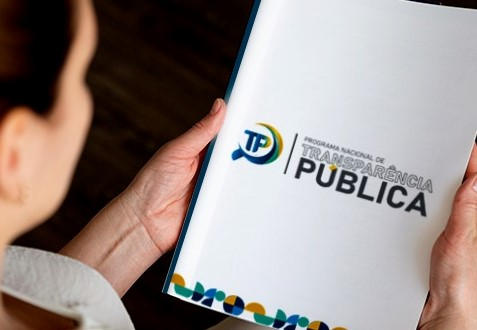 TP
PROGRAMA NACIONAL DE
TRANSPARÊNCIA
PÚBLICA